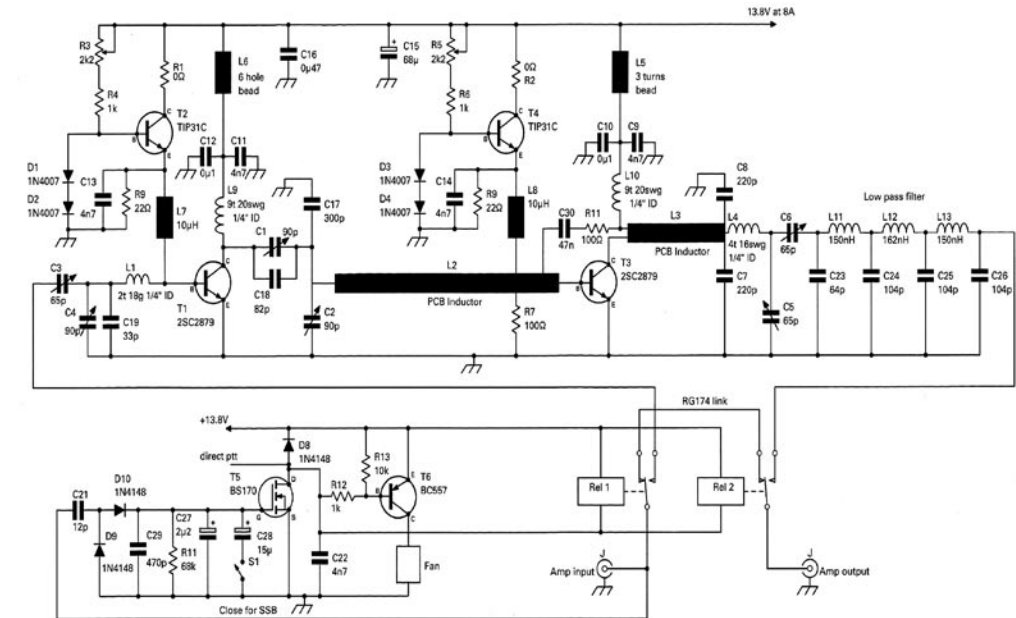 13.8V at 8A
R3
2k2
R1
0Ω
L6
6 hole
bead
C16
0µ47
+
C15
68µ
R5
2k2
0Ω
R2
L5
3 turns
bead
R4
1k
C
T2
TIP31C
B
E
R6
1k
C
T4
TIP31C
B
E
D1
1N4007
D2
1N4007
C13
4n7
R9
22Ω
L7
10µH
C12
0µ1
C11
4n7
L9
9t 20swg
1/4" ID
C17
300p
D3
1N4007
D4
1N4007
C14
4n7
R9
22Ω
L8
10µH
C10
0µ1
C9
4n7
L10
9t 20swg
1/4" ID
C8
220p
Low pass filter
C30
47n
R11
100Ω
L3
PCB Inductor
L4
4t 16swg
1/4" ID
C6
65p
L11
150nH
L12
162nH
L13
150nH
C1
90p
C18
82p
C3
65p
L1
2t 18g 1/4" ID
C4
90p
C19
33p
B
C
E
T1
2SC2879
C2
90p
L2
PCB Inductor
R7
100Ω
B
C
E
T3
2SC2879
C7
220p
C5
65p
C23
64p
C24
104p
C25
104p
C26
104p
RG174 link
+13.8V
direct ptt
D8
1N4148
R13
10k
T6
BC557
B
E
C
T5
BS170
D
G
S
R12
1k
Rel 1
Rel 2
C21
12p
D10
1N4148
D9
1N4148
C29
470p
R11
68k
C27
2µ2
+
+
C28
15µ
S1
C22
4n7
Fan
J
Amp input
J
Amp output
Close for SSB